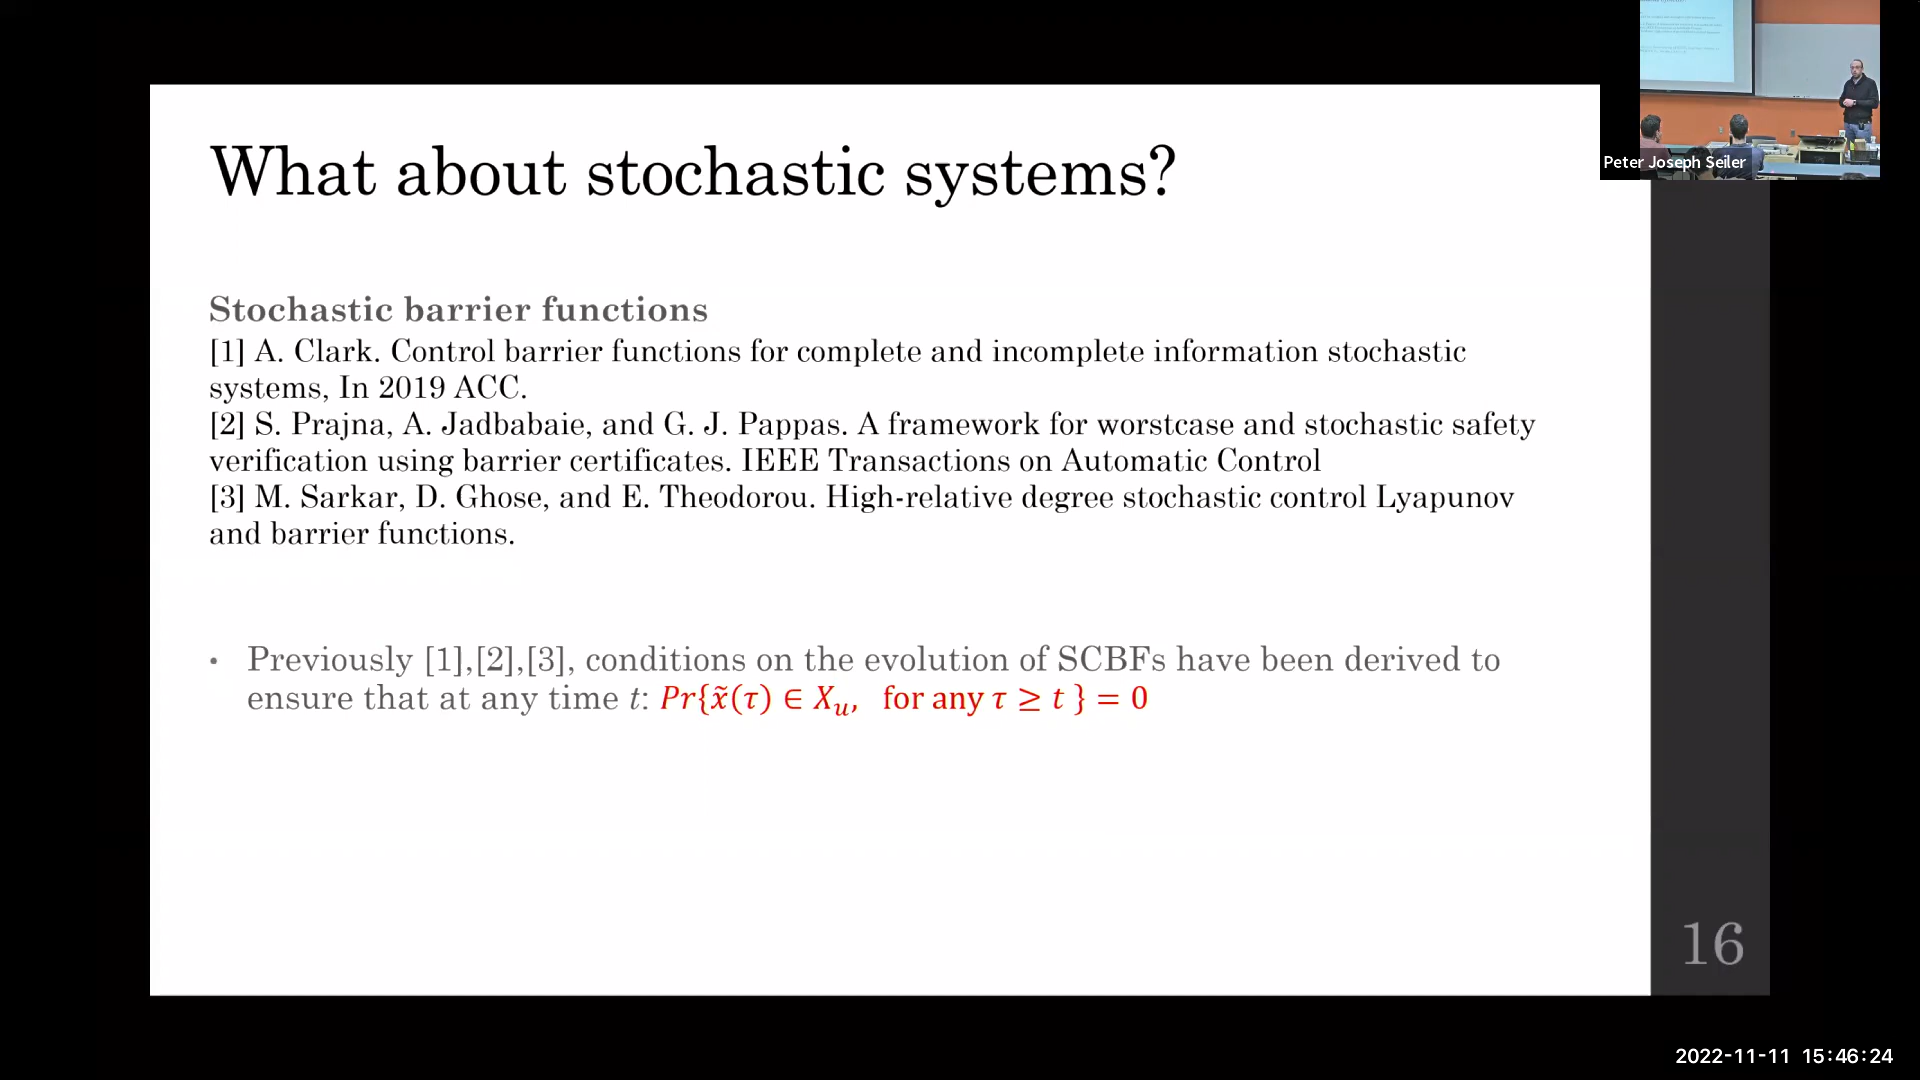 What about stochastic systems?
Peter Joseph Seiler
Stochastic barrier functions
[1] A. Clark. Control barrier functions for complete and incomplete information stochastic
systems, In 2019 ACC.
[2] S. Prajna, A. Jadbabaie, and G. J. Pappas. A framework for worstcase and stochastic safety
verification using barrier certificates. IEEE Transactions on Automatic Control
[3] M. Sarkar, D. Ghose, and E. Theodorou. High-relative degree stochastic control Lyapunov
and barrier functions.
• Previously [1],[2],[3], conditions on the evolution of SCBFs have been derived to
ensure that at any time t: Pr{x̃(τ) ∈ Xᵤ, for any τ ≥ t } = 0
16
2022-11-11 15:46:24